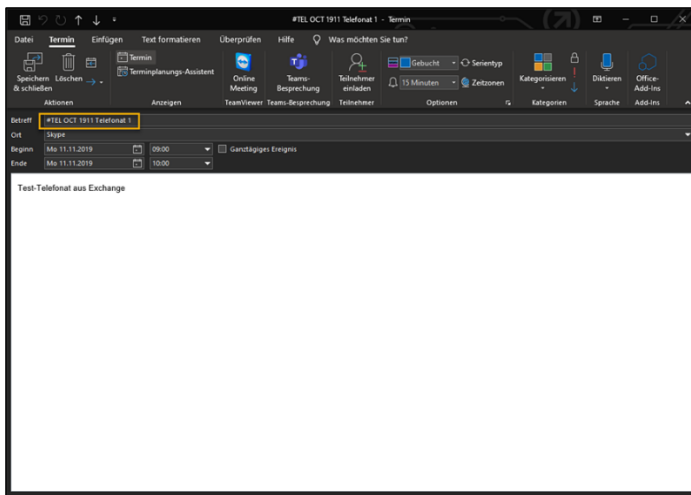 #TEL OCT 1911 Telefonat 1 - Termin
Datei Termin Einfügen Text formatieren Überprüfen Hilfe Was möchten Sie tun?
Speichern & schließen
Löschen
Aktionen
Termin
Terminplanungs-Assistent
Anzeigen
Online Meeting
TeamViewer
Teams-Besprechung
Teams-Besprechung
Teilnehmer einladen
Teilnehmer
Gebucht
Serientyp
15 Minuten
Zeitzonen
Optionen
Kategorisieren
Kategorien
Diktieren
Sprache
Office-Add-Ins
Add-Ins
Betreff #TEL OCT 1911 Telefonat 1
Ort Skype
Beginn Mo 11.11.2019 09:00 Ganztägiges Ereignis
Ende Mo 11.11.2019 10:00
Test-Telefonat aus Exchange